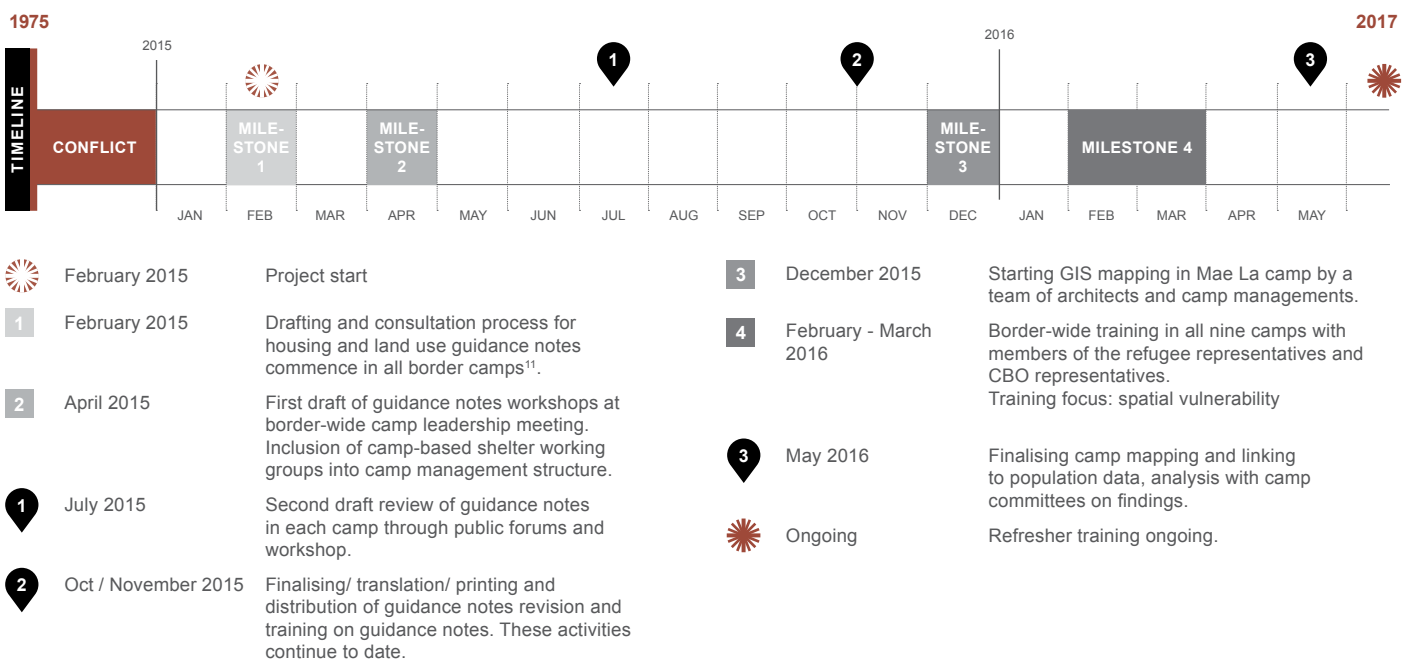 1975
2017
2015
2016
1
2
3
TIMELINE
CONFLICT
MILE-
STONE
1
MILE-
STONE
2
MILE-
STONE
3
MILESTONE 4
JAN FEB MAR APR MAY JUN JUL AUG SEP OCT NOV DEC JAN FEB MAR APR MAY
February 2015 Project start
1 February 2015 Drafting and consultation process for
housing and land use guidance notes
commence in all border camps¹¹.
2 April 2015 First draft of guidance notes workshops at
border-wide camp leadership meeting.
Inclusion of camp-based shelter working
groups into camp management structure.
1 July 2015 Second draft review of guidance notes
in each camp through public forums and
workshop.
2 Oct / November 2015 Finalising/ translation/ printing and
distribution of guidance notes revision and
training on guidance notes. These activities
continue to date.
3 December 2015 Starting GIS mapping in Mae La camp by a
team of architects and camp managements.
4 February - March Border-wide training in all nine camps with
2016 members of the refugee representatives and
CBO representatives.
Training focus: spatial vulnerability
3 May 2016 Finalising camp mapping and linking
to population data, analysis with camp
committees on findings.
Ongoing Refresher training ongoing.